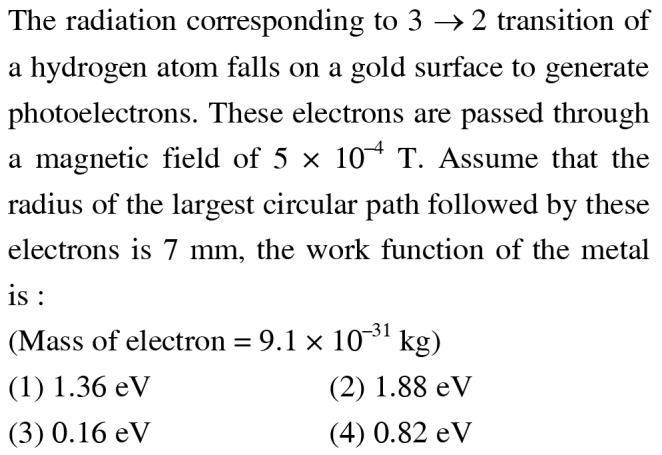 The radiation corresponding to 3 → 2 transition of
a hydrogen atom falls on a gold surface to generate
photoelectrons. These electrons are passed through
a magnetic field of 5 × 10⁻⁴ T. Assume that the
radius of the largest circular path followed by these
electrons is 7 mm, the work function of the metal
is :
(Mass of electron = 9.1 × 10⁻³¹ kg)
(1) 1.36 eV (2) 1.88 eV
(3) 0.16 eV (4) 0.82 eV